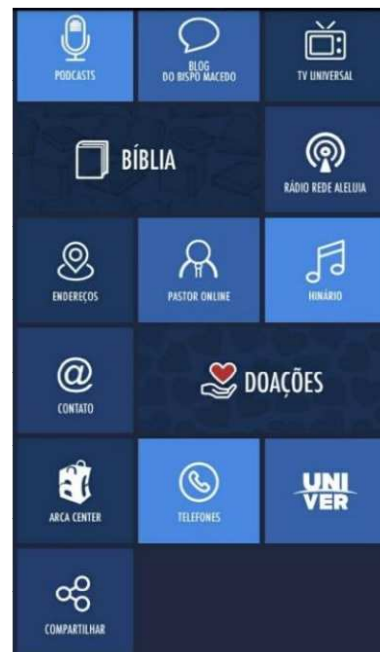 PODCASTS
BLOG
DO BISPO MACEDO
TV UNIVERSAL
BÍBLIA
RÁDIO REDE ALELUIA
ENDEREÇOS
PASTOR ONLINE
HINÁRIO
@
CONTATO
DOAÇÕES
ARCA CENTER
TELEFONES
UNI
VER
COMPARTILHAR